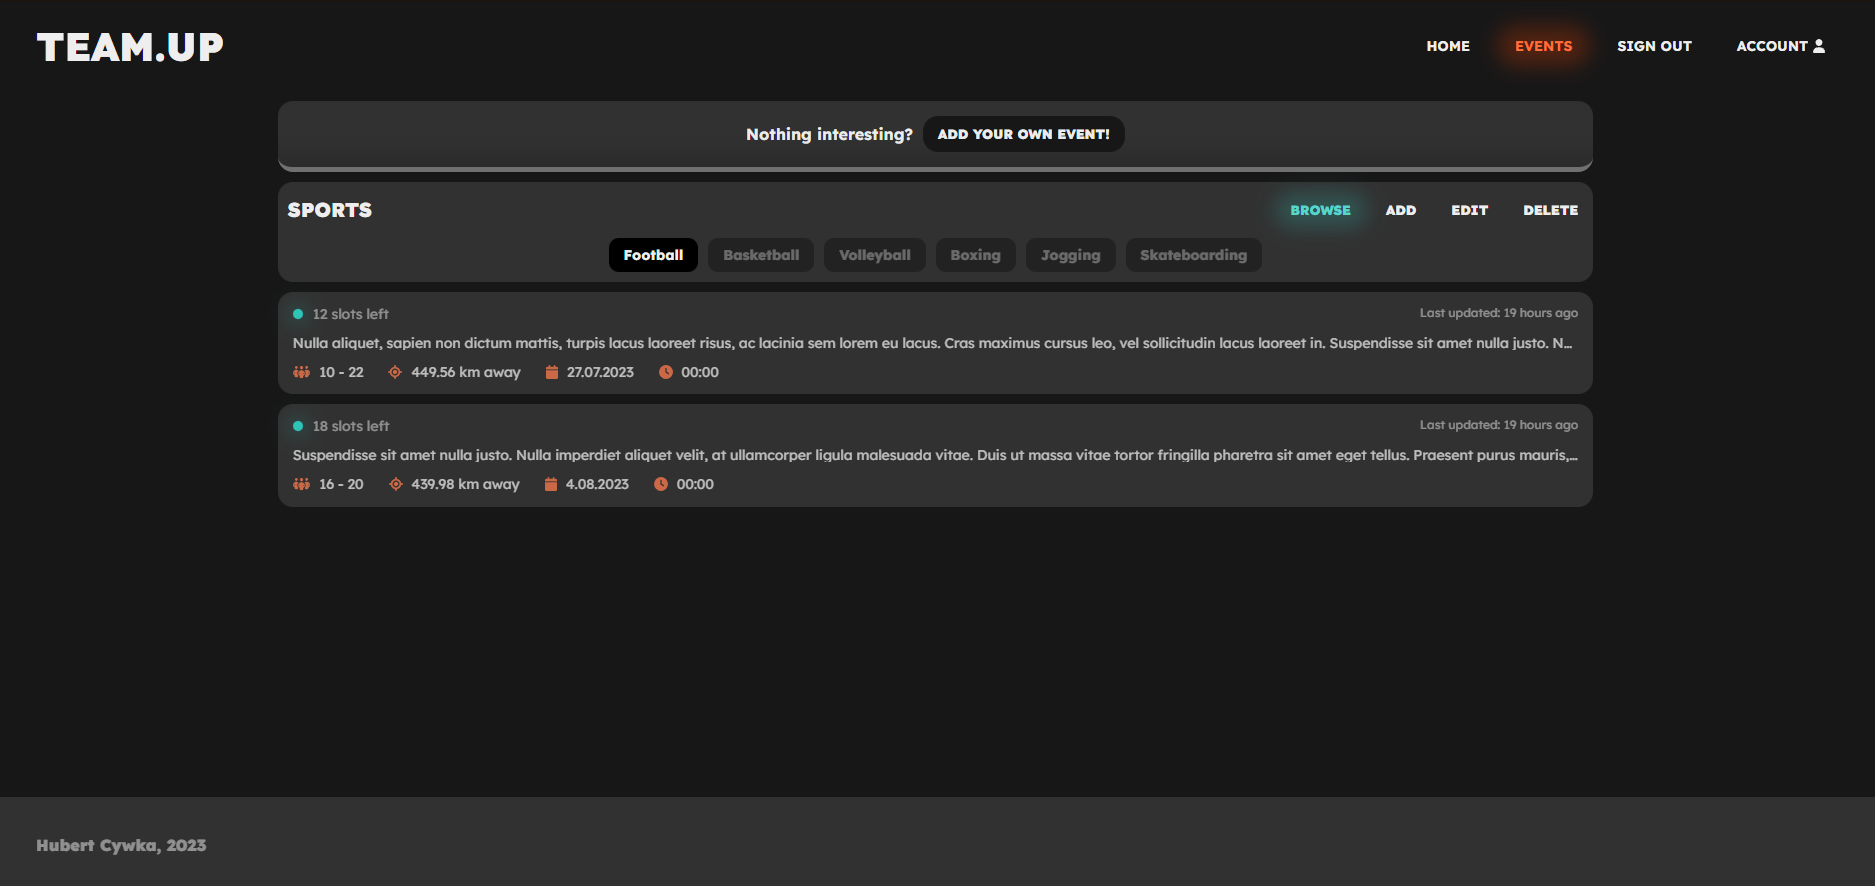 TEAM.UP
HOME EVENTS SIGN OUT ACCOUNT
Nothing interesting? ADD YOUR OWN EVENT!
SPORTS BROWSE ADD EDIT DELETE
Football Basketball Volleyball Boxing Jogging Skateboarding
12 slots left Last updated: 19 hours ago
Nulla aliquet, sapien non dictum mattis, turpis lacus laoreet risus, ac lacinia sem lorem eu lacus. Cras maximus cursus leo, vel sollicitudin lacus laoreet in. Suspendisse sit amet nulla justo. N...
10 - 22 449.56 km away 27.07.2023 00:00
18 slots left Last updated: 19 hours ago
Suspendisse sit amet nulla justo. Nulla imperdiet aliquet velit, at ullamcorper ligula malesuada vitae. Duis ut massa vitae tortor fringilla pharetra sit amet eget tellus. Praesent purus mauris,...
16 - 20 439.98 km away 4.08.2023 00:00
Hubert Cywka, 2023